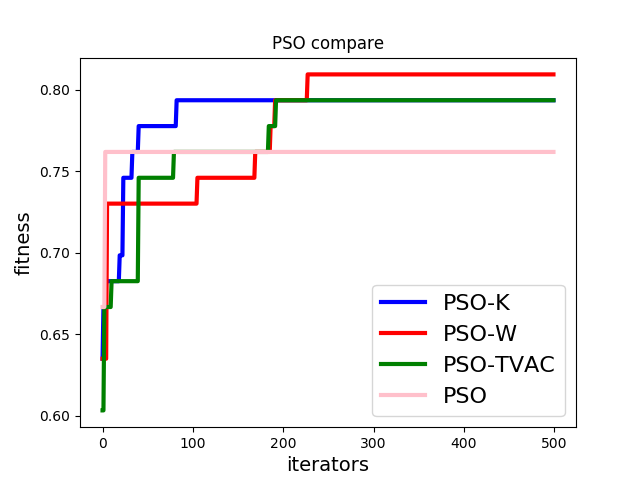 PSO compare
fitness
0.80
0.75
0.70
0.65
0.60
0
100
200
300
400
500
iterators
PSO-K
PSO-W
PSO-TVAC
PSO